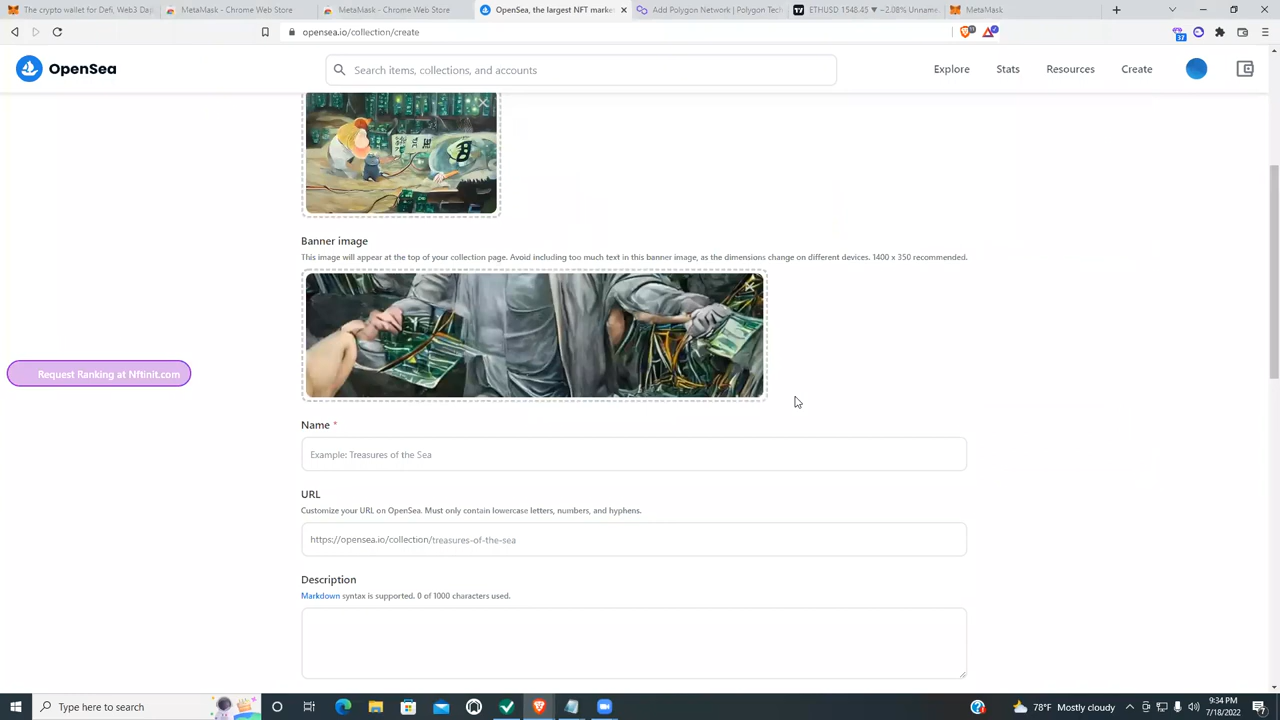 The crypto wallet for Defi, Web3 Dap
MetaMask - Chrome Web Store
MetaMask - Chrome Web Store
OpenSea, the largest NFT marke
Add Polygon Network | Polygon Tech
ETHUSD 1548.45 ▼ +2.08% Unname
MetaMask
opensea.io/collection/create
37
OpenSea
Search items, collections, and accounts
Explore
Stats
Resources
Create
Banner image
This image will appear at the top of your collection page. Avoid including too much text in this banner image, as the dimensions change on different devices. 1400 x 350 recommended.
Request Ranking at Nftinit.com
Name *
Example: Treasures of the Sea
URL
Customize your URL on OpenSea. Must only contain lowercase letters, numbers, and hyphens.
https://opensea.io/collection/treasures-of-the-sea
Description
Markdown syntax is supported. 0 of 1000 characters used.
Type here to search
78°F Mostly cloudy
9:34 PM
7/18/2022